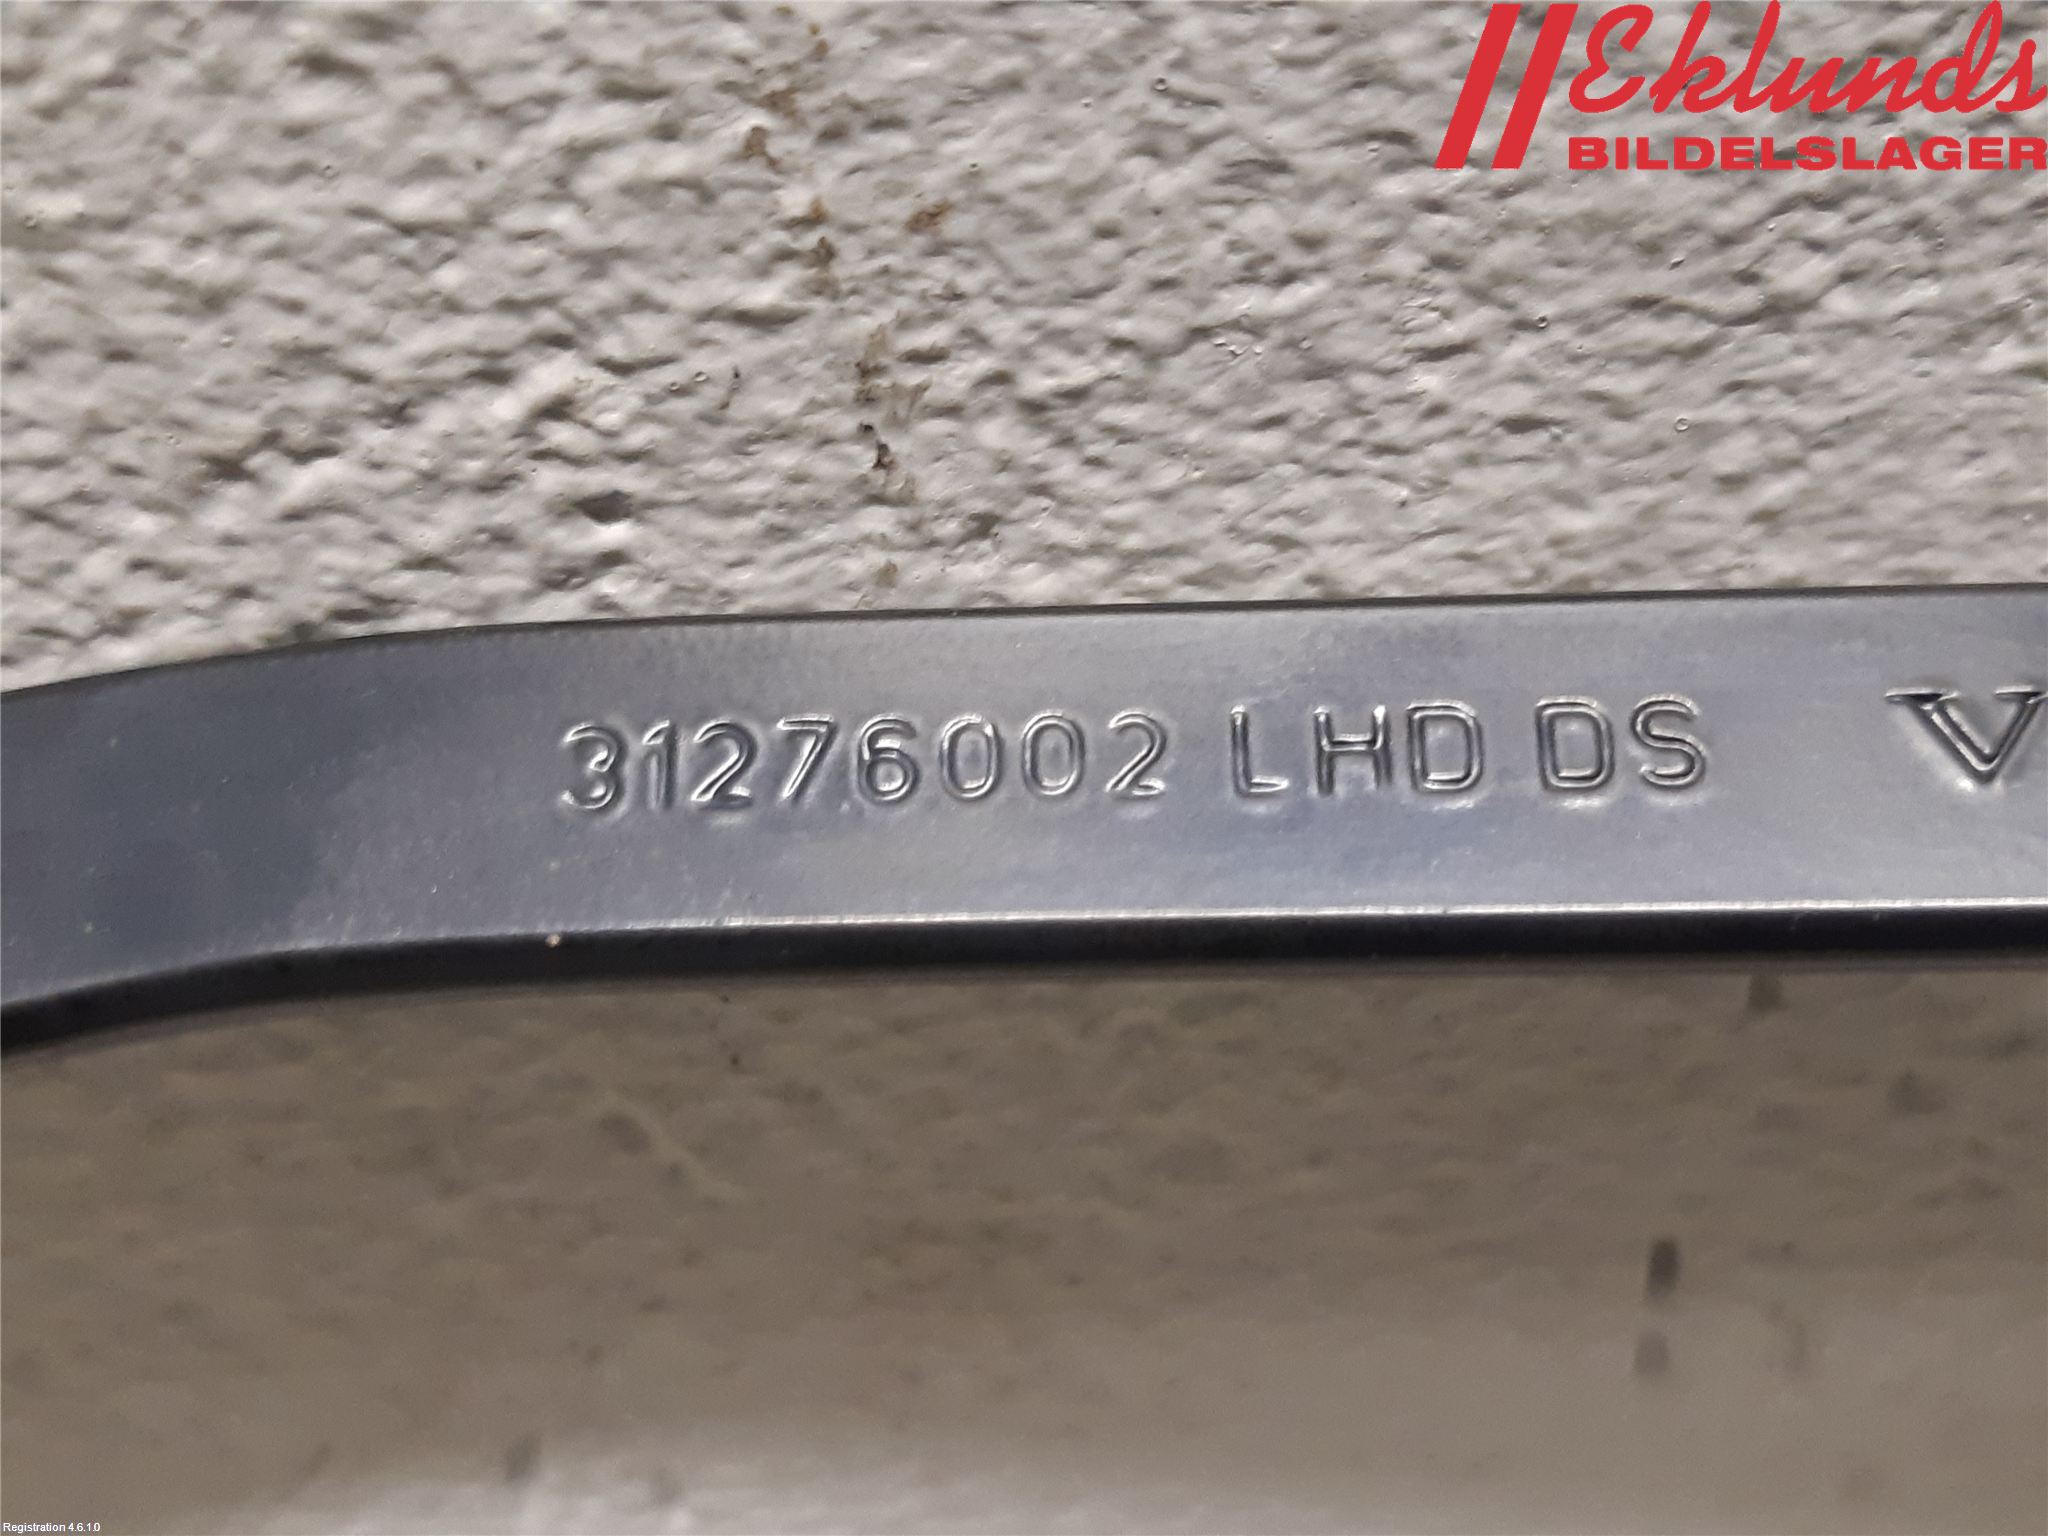 Eklunds
BILDELSLAGER
31276002 LHD DS V
Registration 4.6.1.0